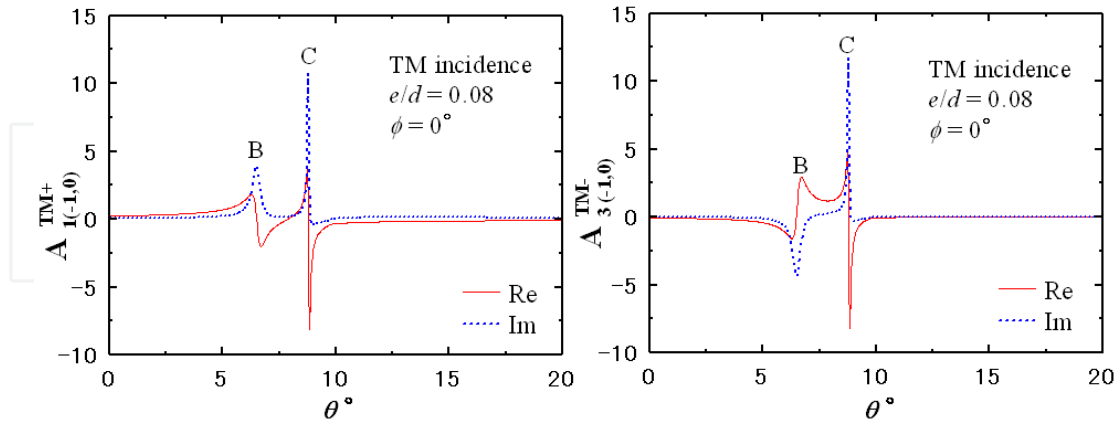 15
10
5
0
-5
-10
A TM+ 1(-1,0)
B
C
TM incidence
e/d = 0.08
ϕ = 0°
Re
Im
0 5 10 15 20
θ°
15
10
5
0
-5
-10
A TM- 3(-1,0)
B
C
TM incidence
e/d = 0.08
ϕ = 0°
Re
Im
0 5 10 15 20
θ°